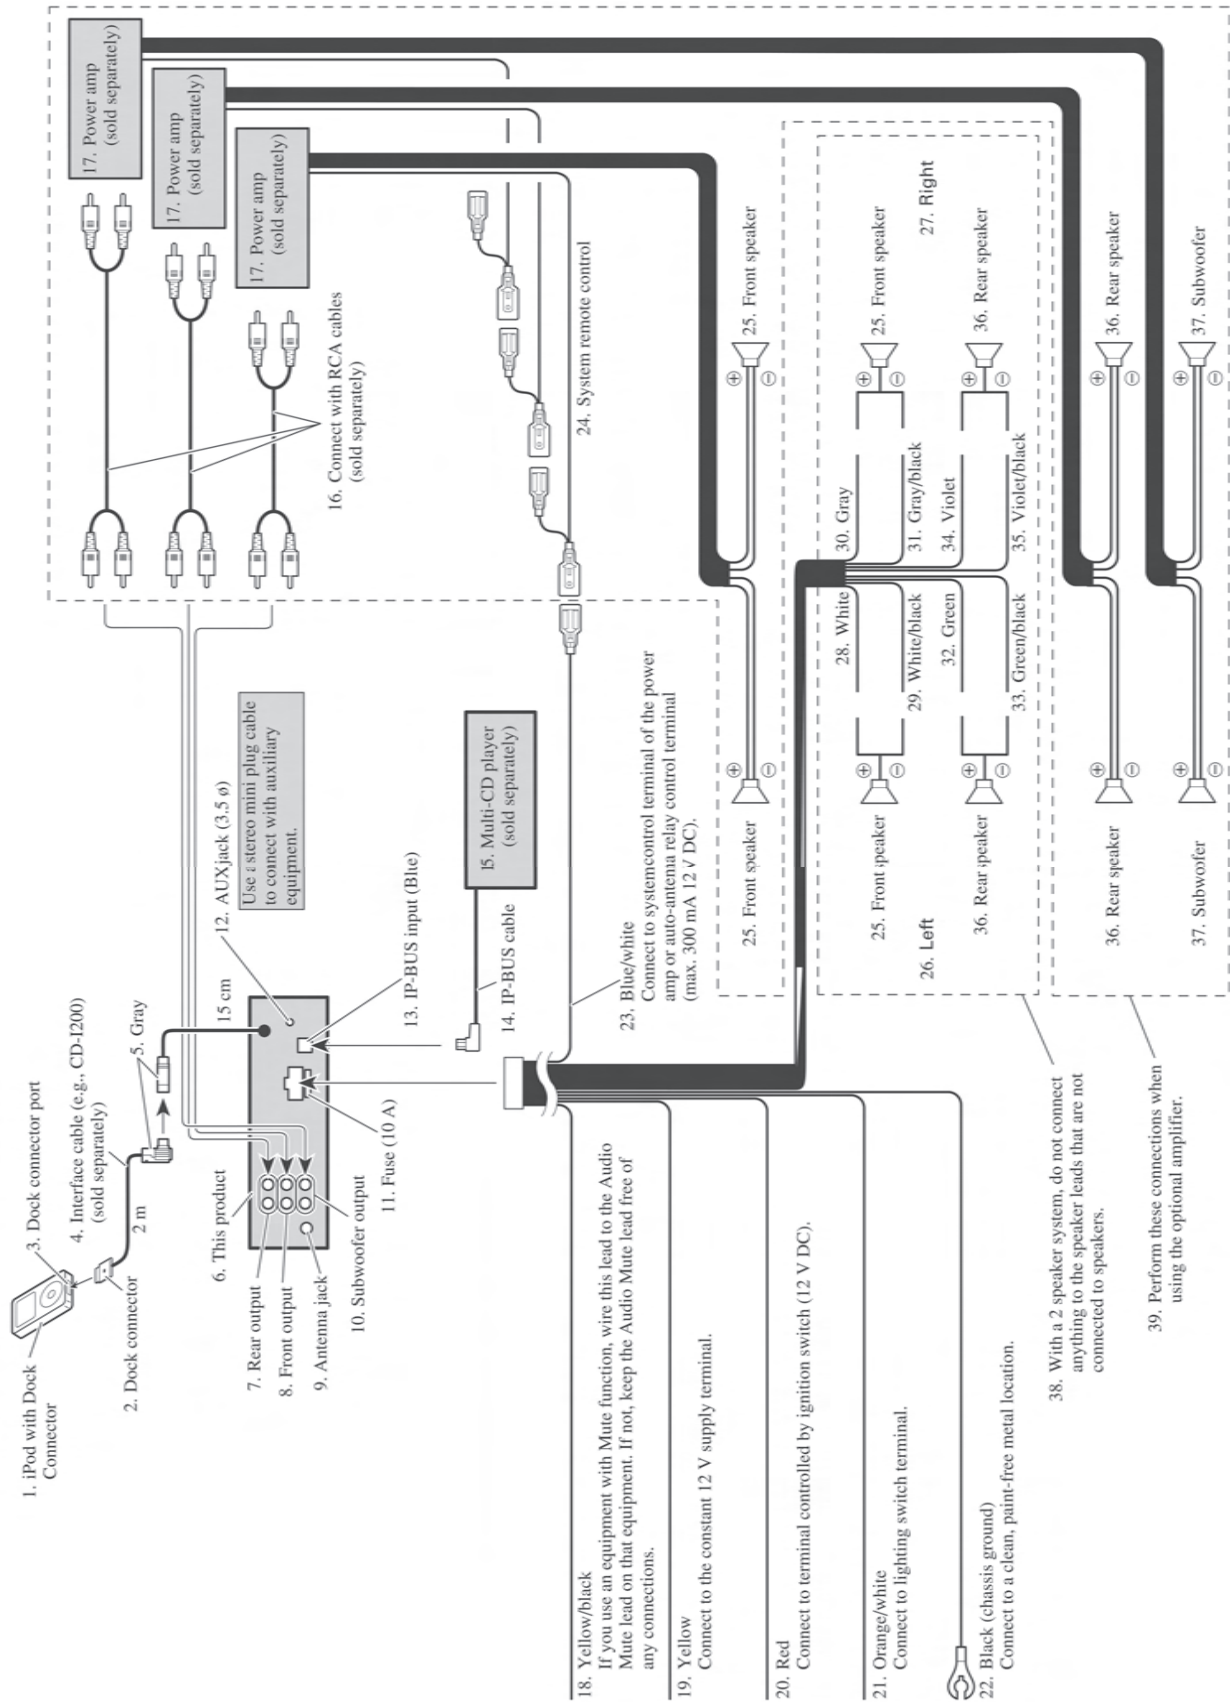 1. iPod with Dock
Connector
2. Dock connector
3. Dock connector port
4. Interface cable (e.g., CD-I200)
(sold separately)
5. Gray
2 m
15 cm
6. This product
7. Rear output
8. Front output
9. Antenna jack
10. Subwoofer output
11. Fuse (10 A)
12. AUX jack (3.5 ø)
Use a stereo mini plug cable
to connect with auxiliary
equipment.
13. IP-BUS input (Blue)
14. IP-BUS cable
15. Multi-CD player
(sold separately)
16. Connect with RCA cables
(sold separately)
17. Power amp
(sold separately)
17. Power amp
(sold separately)
17. Power amp
(sold separately)
18. Yellow/black
If you use an equipment with Mute function, wire this lead to the Audio
Mute lead on that equipment. If not, keep the Audio Mute lead free of
any connections.
19. Yellow
Connect to the constant 12 V supply terminal.
20. Red
Connect to terminal controlled by ignition switch (12 V DC).
21. Orange/white
Connect to lighting switch terminal.
22. Black (chassis ground)
Connect to a clean, paint-free metal location.
23. Blue/white
Connect to system control terminal of the power
amp or auto-antenna relay control terminal
(max. 300 mA 12 V DC).
24. System remote control
25. Front speaker
⊕
⊖
⊕
⊖
25. Front speaker
26. Left
27. Right
25. Front speaker
⊕
⊖
28. White
29. White/black
30. Gray
31. Gray/black
⊕
⊖
25. Front speaker
36. Rear speaker
⊕
⊖
32. Green
33. Green/black
34. Violet
35. Violet/black
⊕
⊖
36. Rear speaker
36. Rear speaker
⊕
⊖
⊕
⊖
36. Rear speaker
37. Subwoofer
⊕
⊖
⊕
⊖
37. Subwoofer
38. With a 2 speaker system, do not connect
anything to the speaker leads that are not
connected to speakers.
39. Perform these connections when
using the optional amplifier.